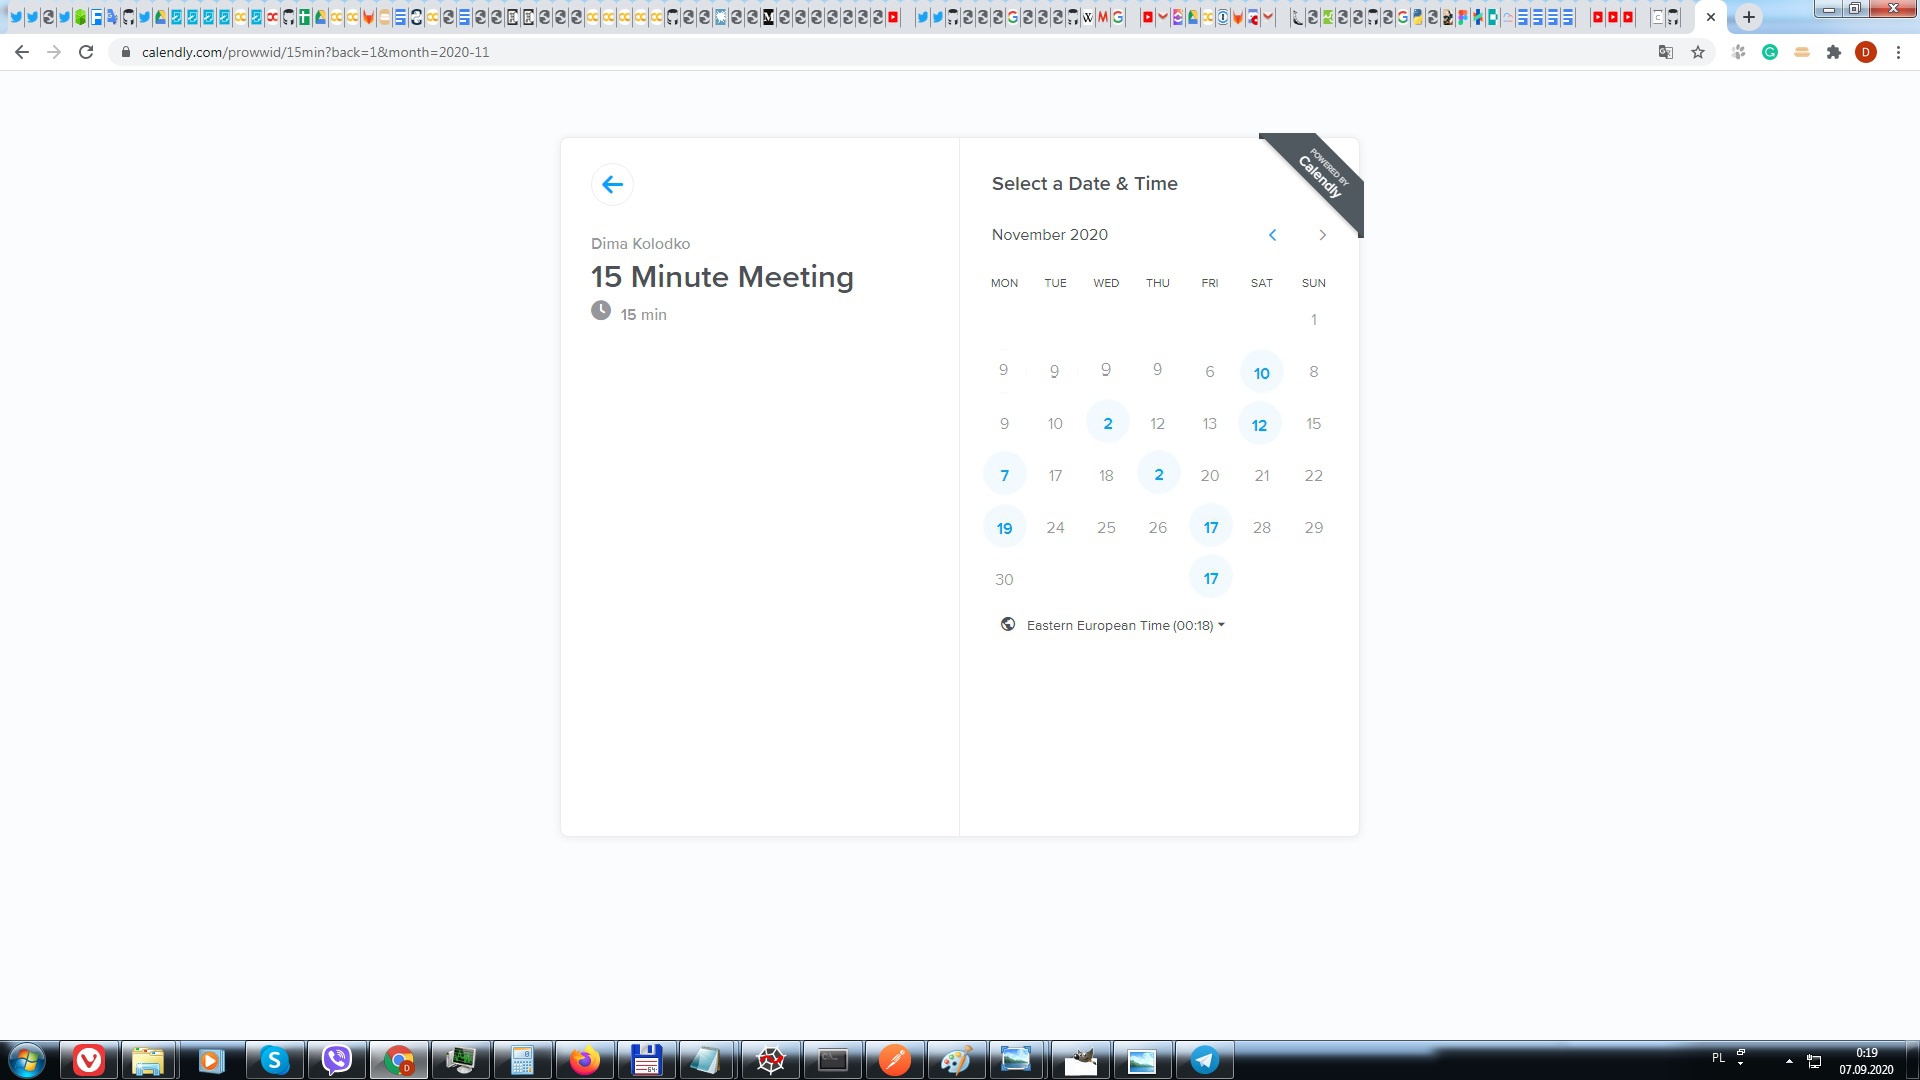 calendly.com/prowwid/15min?back=1&month=2020-11
D
POWERED BY
Calendly
Dima Kolodko
15 Minute Meeting
15 min
Select a Date & Time
November 2020
MON TUE WED THU FRI SAT SUN
1
9 9 9 9 6 10 8
9 10 2 12 13 12 15
7 17 18 2 20 21 22
19 24 25 26 17 28 29
30 17
Eastern European Time (00:18)
PL
0:19
07.09.2020